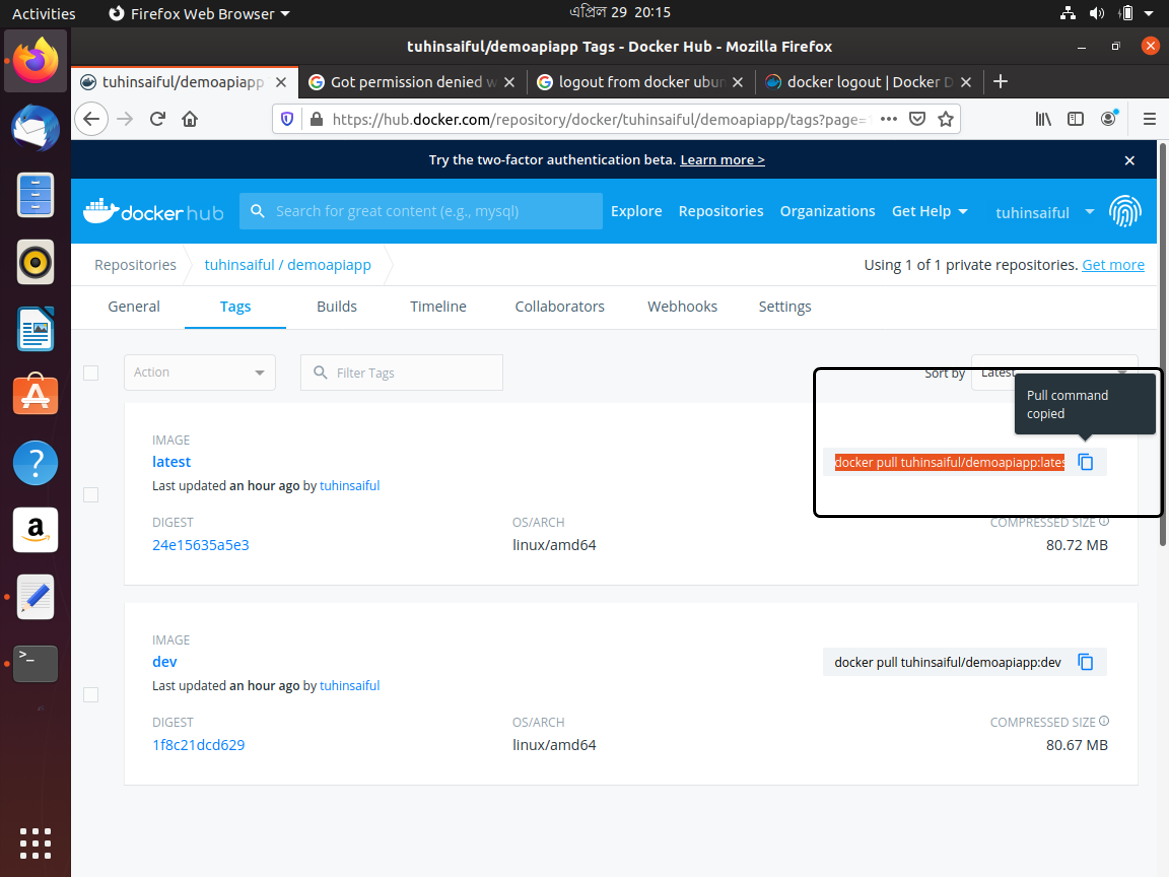 Activities
Firefox Web Browser
এপ্রিল 29 20:15
tuhinsaiful/demoapiapp Tags - Docker Hub - Mozilla Firefox
tuhinsaiful/demoapiapp
Got permission denied w
logout from docker ubun
docker logout | Docker D
https://hub.docker.com/repository/docker/tuhinsaiful/demoapiapp/tags?page=1
Try the two-factor authentication beta. Learn more >
docker hub
Search for great content (e.g., mysql)
Explore
Repositories
Organizations
Get Help
tuhinsaiful
Repositories
tuhinsaiful / demoapiapp
Using 1 of 1 private repositories. Get more
General
Tags
Builds
Timeline
Collaborators
Webhooks
Settings
Action
Filter Tags
Sort by
Latest
Pull command
copied
IMAGE
latest
docker pull tuhinsaiful/demoapiapp:lates
Last updated an hour ago by tuhinsaiful
DIGEST
OS/ARCH
COMPRESSED SIZE
24e15635a5e3
linux/amd64
80.72 MB
IMAGE
dev
docker pull tuhinsaiful/demoapiapp:dev
Last updated an hour ago by tuhinsaiful
DIGEST
OS/ARCH
COMPRESSED SIZE
1f8c21dcd629
linux/amd64
80.67 MB